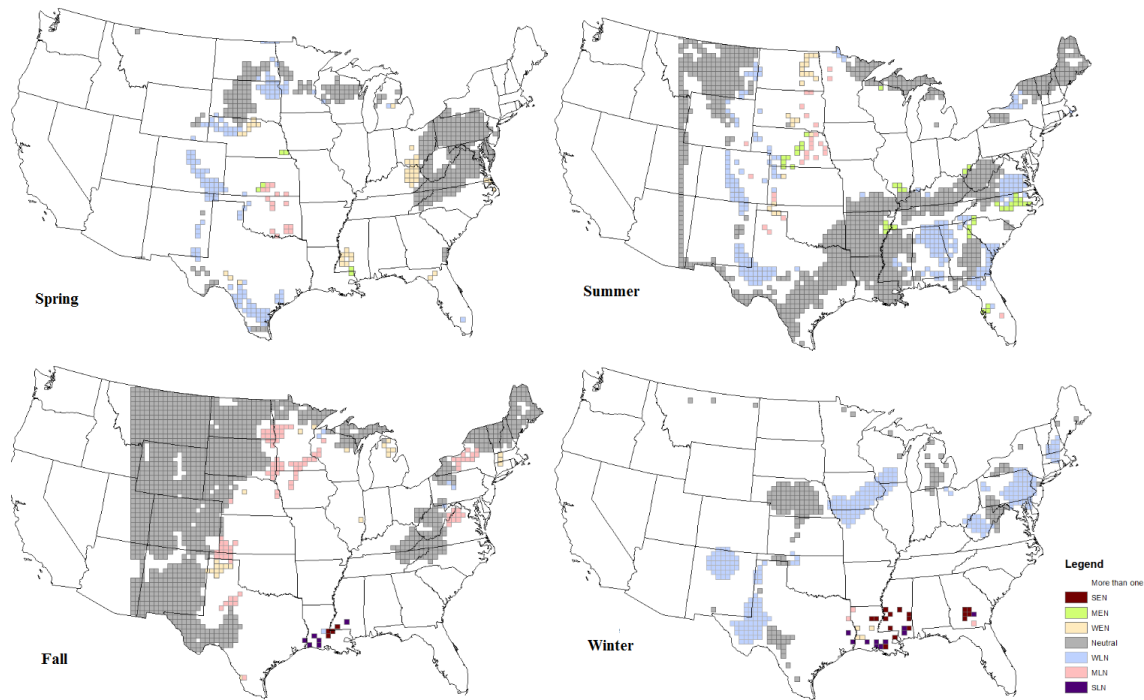 Spring
Summer
Fall
Winter
Legend
More than one
SEN
MEN
WEN
Neutral
WLN
MLN
SLN